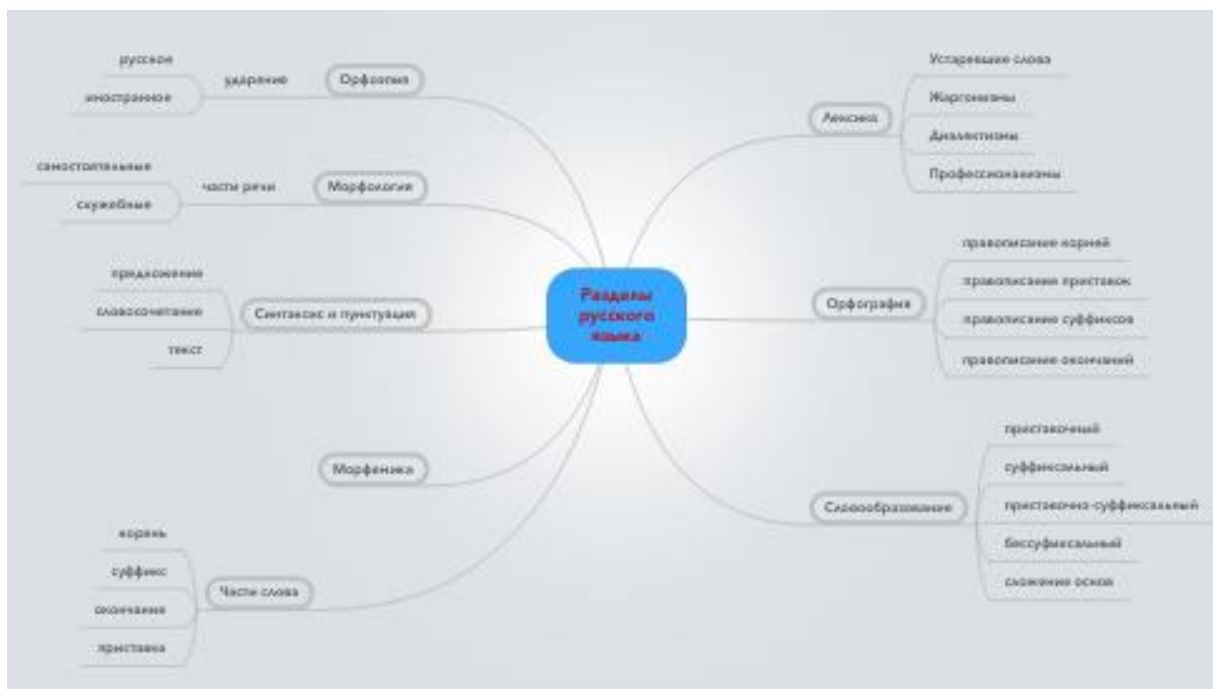 Разделы
русского
языка
Орфоэпия
ударение
русское
иностранное
Морфология
части речи
самостоятельные
служебные
Синтаксис и пунктуация
предложение
словосочетание
текст
Морфемика
Части слова
корень
суффикс
окончание
приставка
Лексика
Устаревшие слова
Жаргонизмы
Диалектизмы
Профессионализмы
Орфография
правописание корней
правописание приставок
правописание суффиксов
правописание окончаний
Словообразование
приставочный
суффиксальный
приставочно-суффиксальный
бессуфиксальный
сложение основ